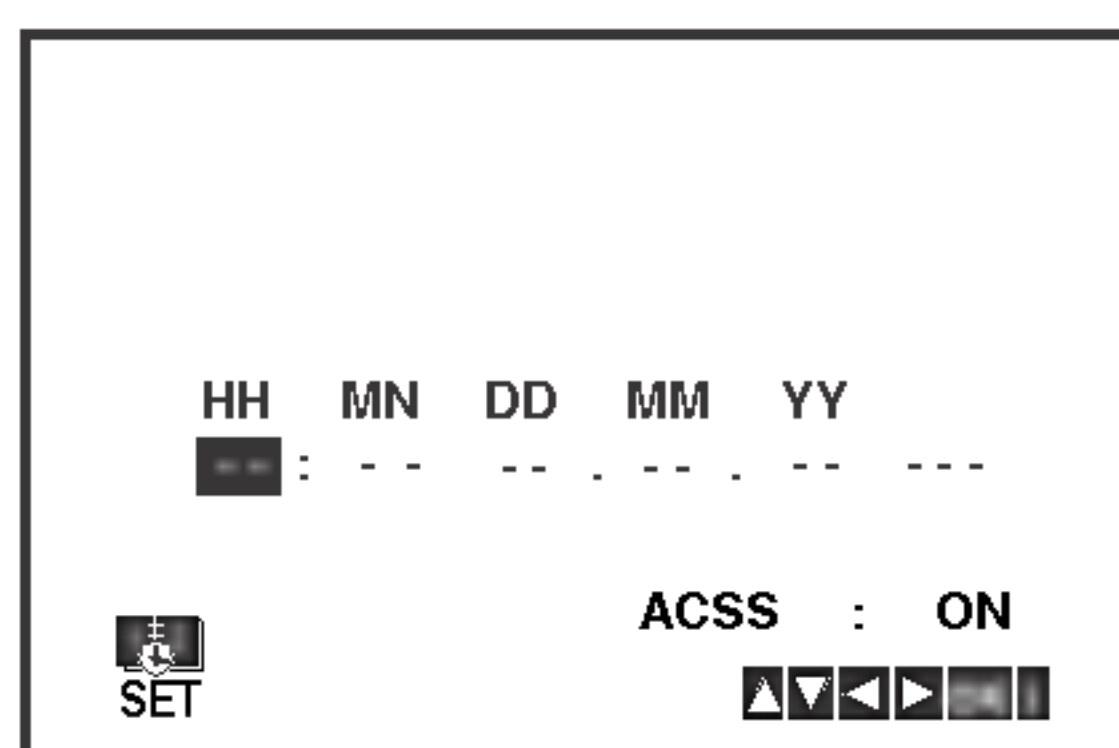 HH MN DD MM YY
-- : -- -- . -- . -- ---
ACSS : ON
SET